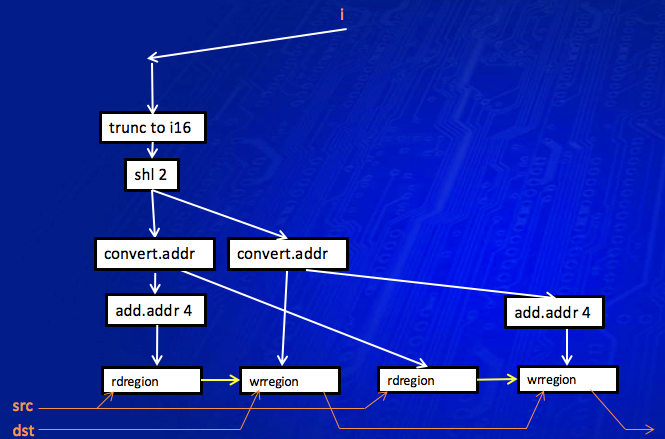 i
trunc to i16
shl 2
convert.addr
convert.addr
add.addr 4
add.addr 4
rdregion
wrregion
rdregion
wrregion
src
dst